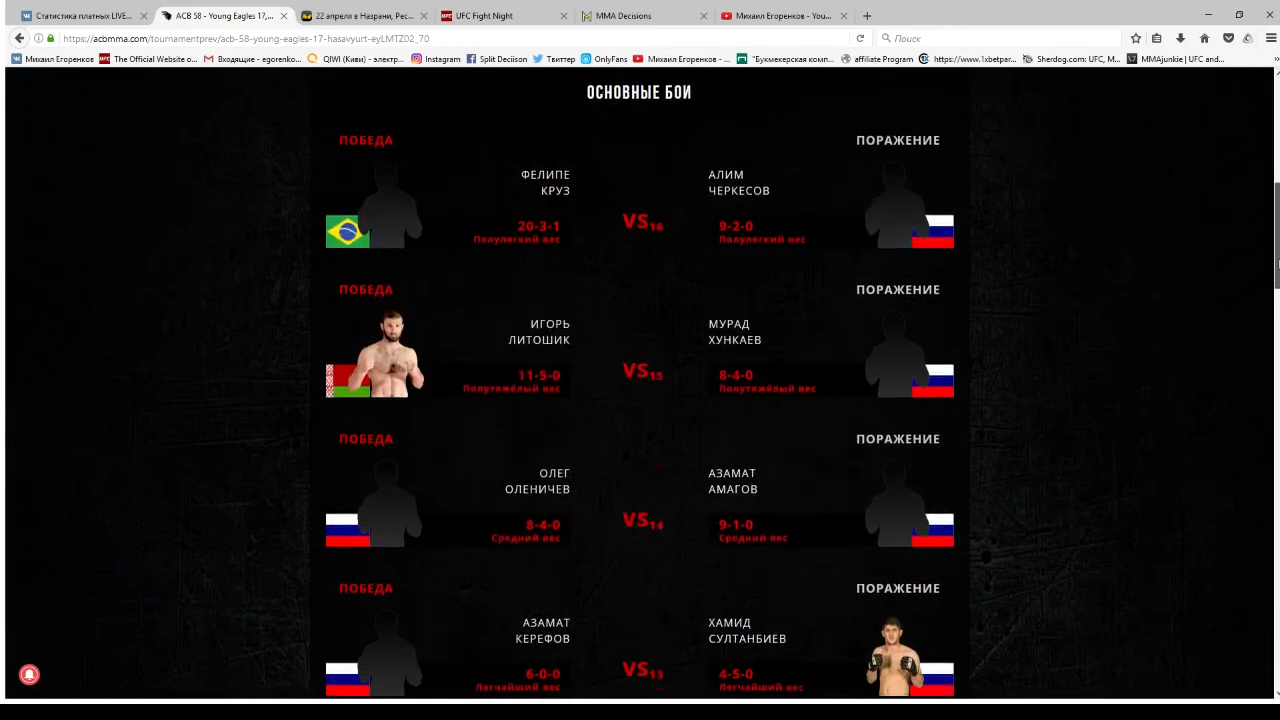 Статистика платных LIVE...
ACB 58 - Young Eagles 17, ...
22 апреля в Назрани, Рес...
UFC Fight Night
MMA Decisions
Михаил Егоренков - You...
https://acbmma.com/tournamentprev/acb-58-young-eagles-17-hasavyurt-eyLMTZ02_70
Поиск
Михаил Егоренков
The Official Website o...
Входящие - egorenko...
QIWI (Киви) - электр...
Instagram
Split Deciison
Твиттер
OnlyFans
Михаил Егоренков - ...
"Букмекерская комп...
affiliate Program
https://www.1xbetpar...
Sherdog.com: UFC, M...
MMAjunkie | UFC and...
ОСНОВНЫЕ БОИ
ПОБЕДА
ПОРАЖЕНИЕ
ФЕЛИПЕ
КРУЗ
АЛИМ
ЧЕРКЕСОВ
20-3-1
VS16
9-2-0
Полулегкий вес
Полулегкий вес
ПОБЕДА
ПОРАЖЕНИЕ
ИГОРЬ
ЛИТОШИК
МУРАД
ХУНКАЕВ
11-5-0
VS15
8-4-0
Полутяжёлый вес
Полутяжёлый вес
ПОБЕДА
ПОРАЖЕНИЕ
ОЛЕГ
ОЛЕНИЧЕВ
АЗАМАТ
АМАГОВ
8-4-0
VS14
9-1-0
Средний вес
Средний вес
ПОБЕДА
ПОРАЖЕНИЕ
АЗАМАТ
КЕРЕФОВ
ХАМИД
СУЛТАНБИЕВ
6-0-0
VS13
4-5-0
Легчайший вес
Легчайший вес